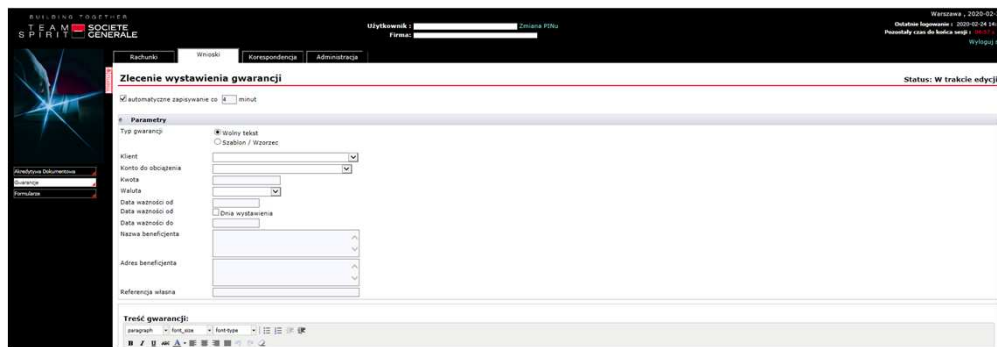 BUILDING TOGETHER
TEAM SPIRIT SOCIETE GENERALE
Użytkownik : Zmiana PINu
Firma:
Warszawa , 2020-02-
Ostatnie logowanie : 2020-02-24 14:
Pozostały czas do końca sesji :
Wyloguj
Rachunki Wnioski Korespondencja Administracja
Zlecenie wystawienia gwarancji
Status: W trakcie edycji
automatyczne zapisywanie co 4 minut
Parametry
Typ gwarancji Wolny tekst
Szablon / Wzorzec
Klient
Konto do obciążenia
Akredytywa Dokumentowa
Kwota
Gwarancje
Waluta
Formularze
Data ważności od
Data ważności od Dnia wystawienia
Data ważności do
Nazwa beneficjenta
Adres beneficjenta
Referencja własna
Treść gwarancji:
paragraph font_size font-type
B I U ABC A